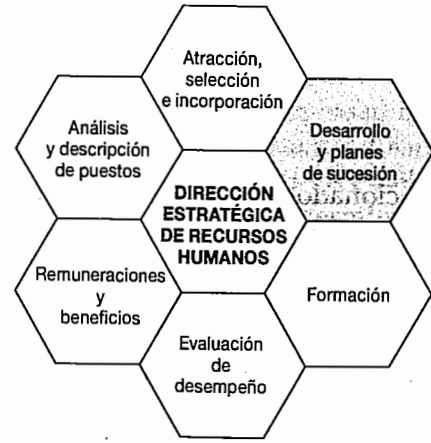 Atracción,
selección
e incorporación
Análisis
y descripción
de puestos
Desarrollo
y planes
de sucesión
DIRECCIÓN
ESTRATÉGICA
DE RECURSOS
HUMANOS
Remuneraciones
y
beneficios
Formación
Evaluación
de
desempeño